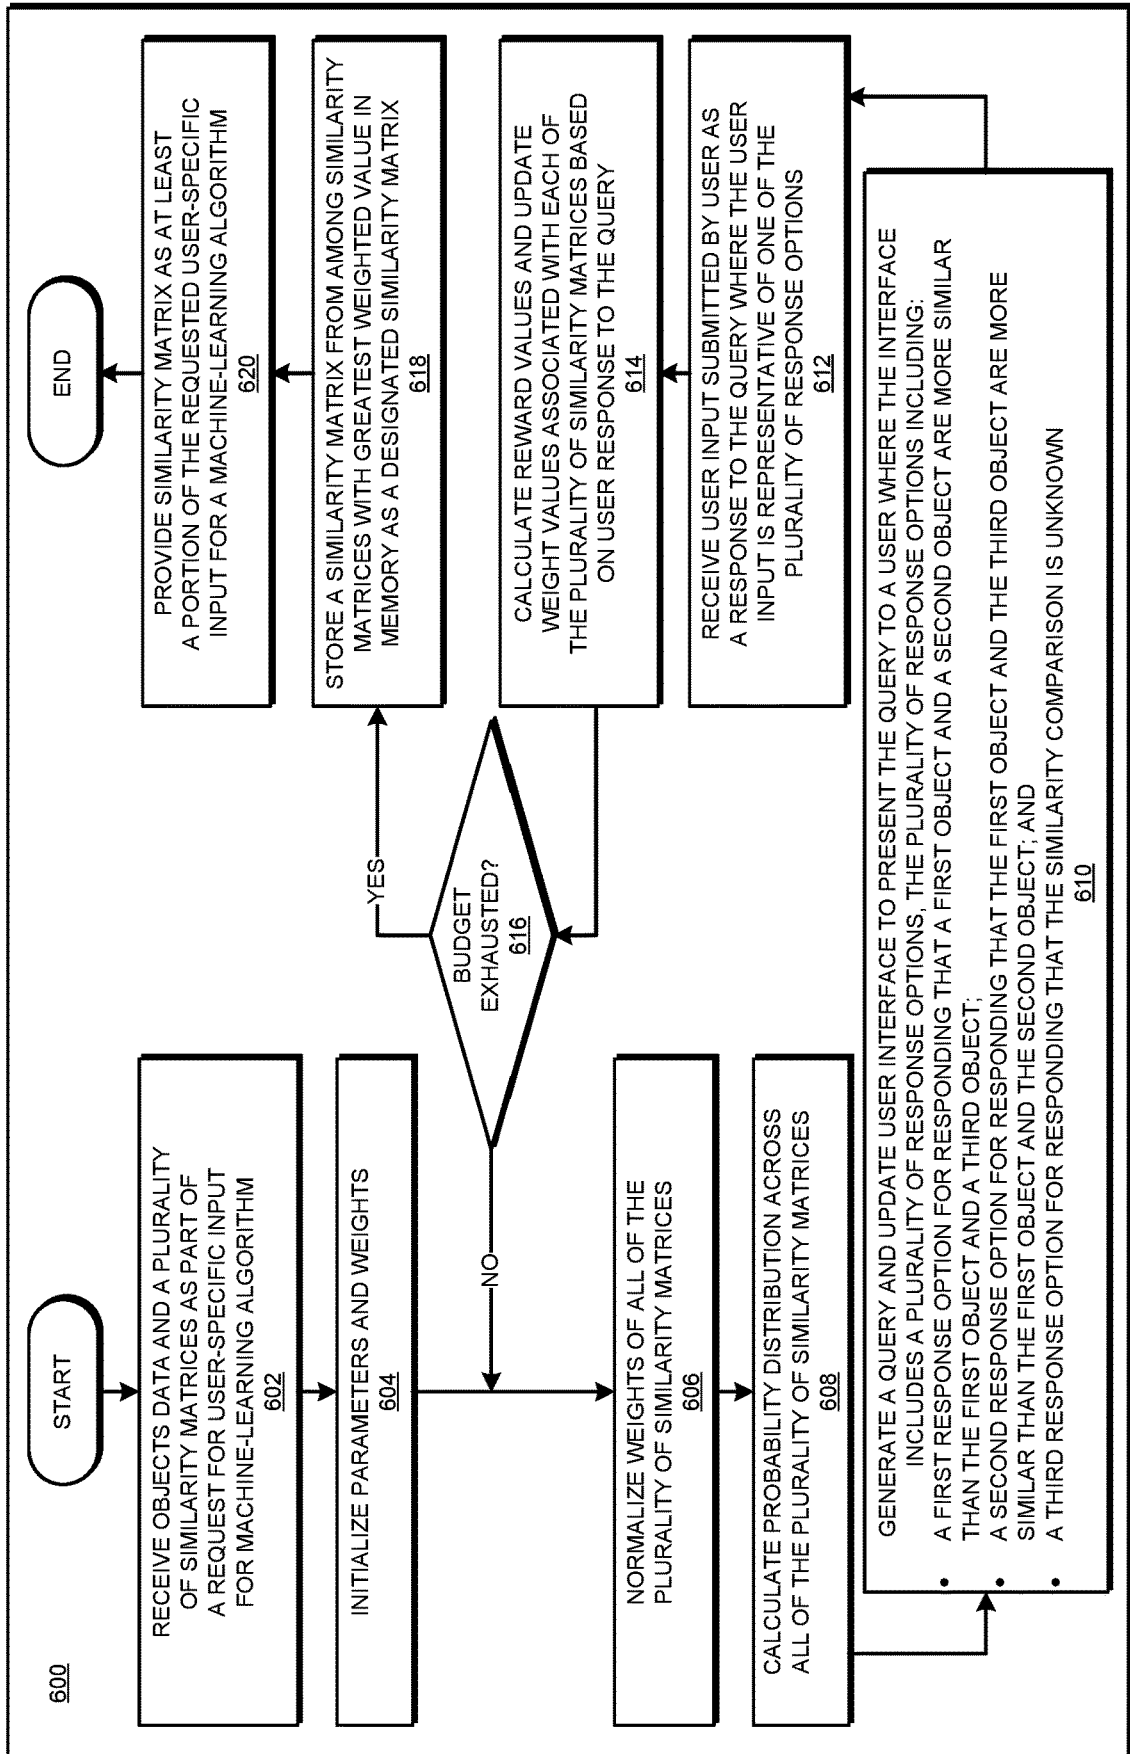 600
START
RECEIVE OBJECTS DATA AND A PLURALITY
OF SIMILARITY MATRICES AS PART OF
A REQUEST FOR USER-SPECIFIC INPUT
FOR MACHINE-LEARNING ALGORITHM
602
INITIALIZE PARAMETERS AND WEIGHTS
604
NORMALIZE WEIGHTS OF ALL OF THE
PLURALITY OF SIMILARITY MATRICES
606
CALCULATE PROBABILITY DISTRIBUTION ACROSS
ALL OF THE PLURALITY OF SIMILARITY MATRICES
608
GENERATE A QUERY AND UPDATE USER INTERFACE TO PRESENT THE QUERY TO A USER WHERE THE INTERFACE
INCLUDES A PLURALITY OF RESPONSE OPTIONS, THE PLURALITY OF RESPONSE OPTIONS INCLUDING:
• A FIRST RESPONSE OPTION FOR RESPONDING THAT A FIRST OBJECT AND A SECOND OBJECT ARE MORE SIMILAR
THAN THE FIRST OBJECT AND A THIRD OBJECT;
• A SECOND RESPONSE OPTION FOR RESPONDING THAT THE FIRST OBJECT AND THE THIRD OBJECT ARE MORE
SIMILAR THAN THE FIRST OBJECT AND THE SECOND OBJECT; AND
• A THIRD RESPONSE OPTION FOR RESPONDING THAT THE SIMILARITY COMPARISON IS UNKNOWN
610
RECEIVE USER INPUT SUBMITTED BY USER AS
A RESPONSE TO THE QUERY WHERE THE USER
INPUT IS REPRESENTATIVE OF ONE OF THE
PLURALITY OF RESPONSE OPTIONS
612
CALCULATE REWARD VALUES AND UPDATE
WEIGHT VALUES ASSOCIATED WITH EACH OF
THE PLURALITY OF SIMILARITY MATRICES BASED
ON USER RESPONSE TO THE QUERY
614
BUDGET
EXHAUSTED?
616
NO
YES
STORE A SIMILARITY MATRIX FROM AMONG SIMILARITY
MATRICES WITH GREATEST WEIGHTED VALUE IN
MEMORY AS A DESIGNATED SIMILARITY MATRIX
618
PROVIDE SIMILARITY MATRIX AS AT LEAST
A PORTION OF THE REQUESTED USER-SPECIFIC
INPUT FOR A MACHINE-LEARNING ALGORITHM
620
END